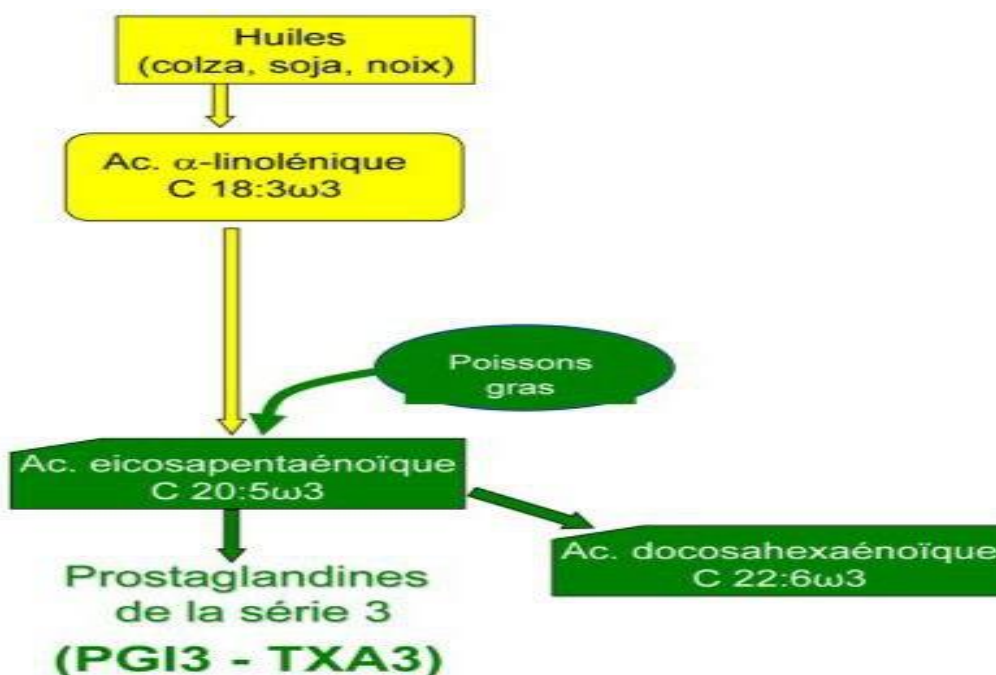 Huiles
(colza, soja, noix)
Ac. α-linolénique
C 18:3ω3
Poissons
gras
Ac. eicosapentaénoïque
C 20:5ω3
Ac. docosahexaénoïque
C 22:6ω3
Prostaglandines
de la série 3
(PGI3 - TXA3)